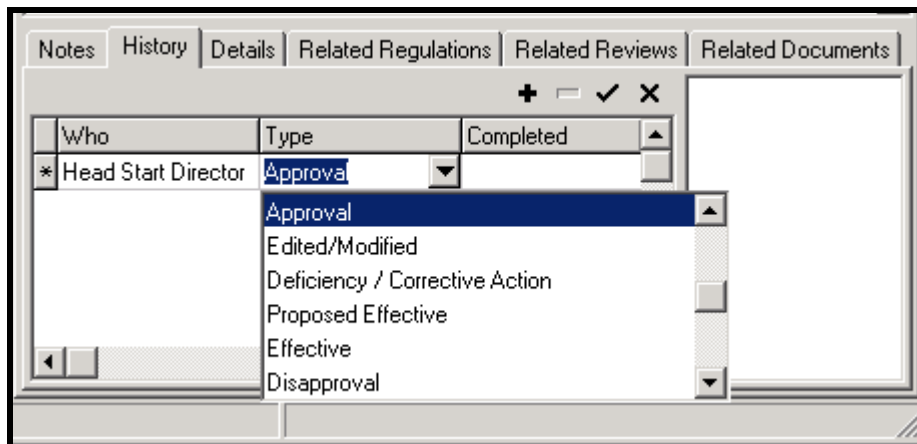 Notes History Details Related Regulations Related Reviews Related Documents
Who Type Completed
* Head Start Director Approval
Approval
Edited/Modified
Deficiency / Corrective Action
Proposed Effective
Effective
Disapproval